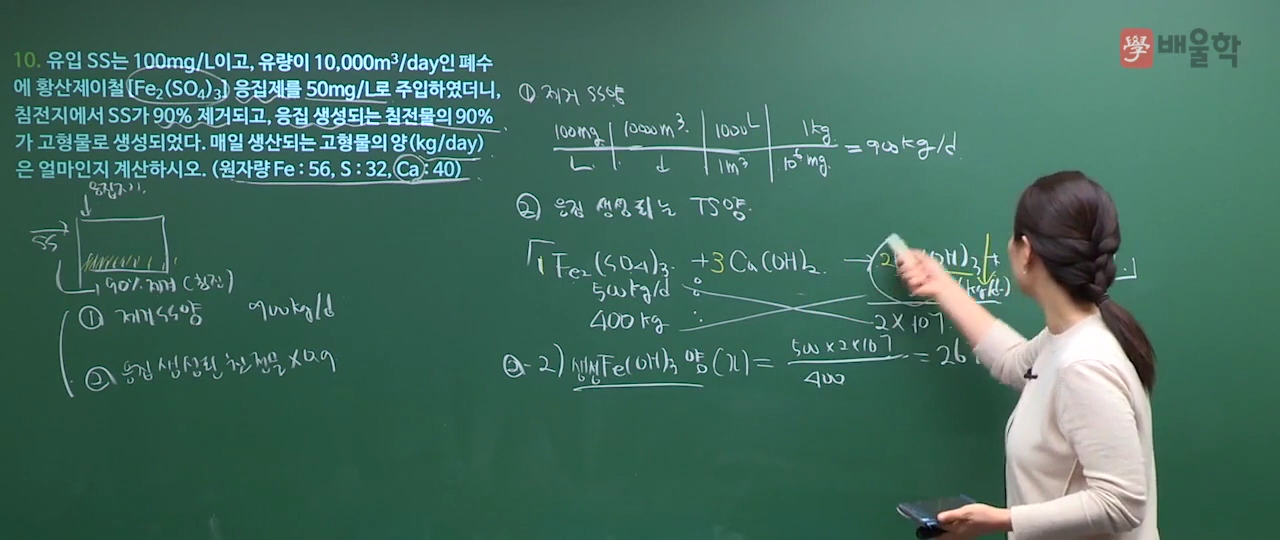 學 배울학
10. 유입 SS는 100mg/L이고, 유량이 10,000m³/day인 폐수
에 황산제이철 [Fe₂(SO₄)₃] 응집제를 50mg/L로 주입하였더니,
침전지에서 SS가 90% 제거되고, 응집 생성되는 침전물의 90%
가 고형물로 생성되었다. 매일 생산되는 고형물의 양(kg/day)
은 얼마인지 계산하시오. (원자량 Fe : 56, S : 32, Ca : 40)
SS
90% 제거 (침전)
① 제거 SS양 900kg/d
② 응집 생성된 침전물 × 0.9
① 제거 SS양
100mg | 10000m³ | 1000L | 1kg
L | d | 1m³ | 10⁶mg = 900kg/d
② 응집 생성되는 TS양
1Fe₂(SO₄)₃ + 3Ca(OH)₂ → 2
500kg/d
400kg 2×107
②-2) 생성 Fe(OH)₃ 양 (x) = 500×2×107 / 400 = 26